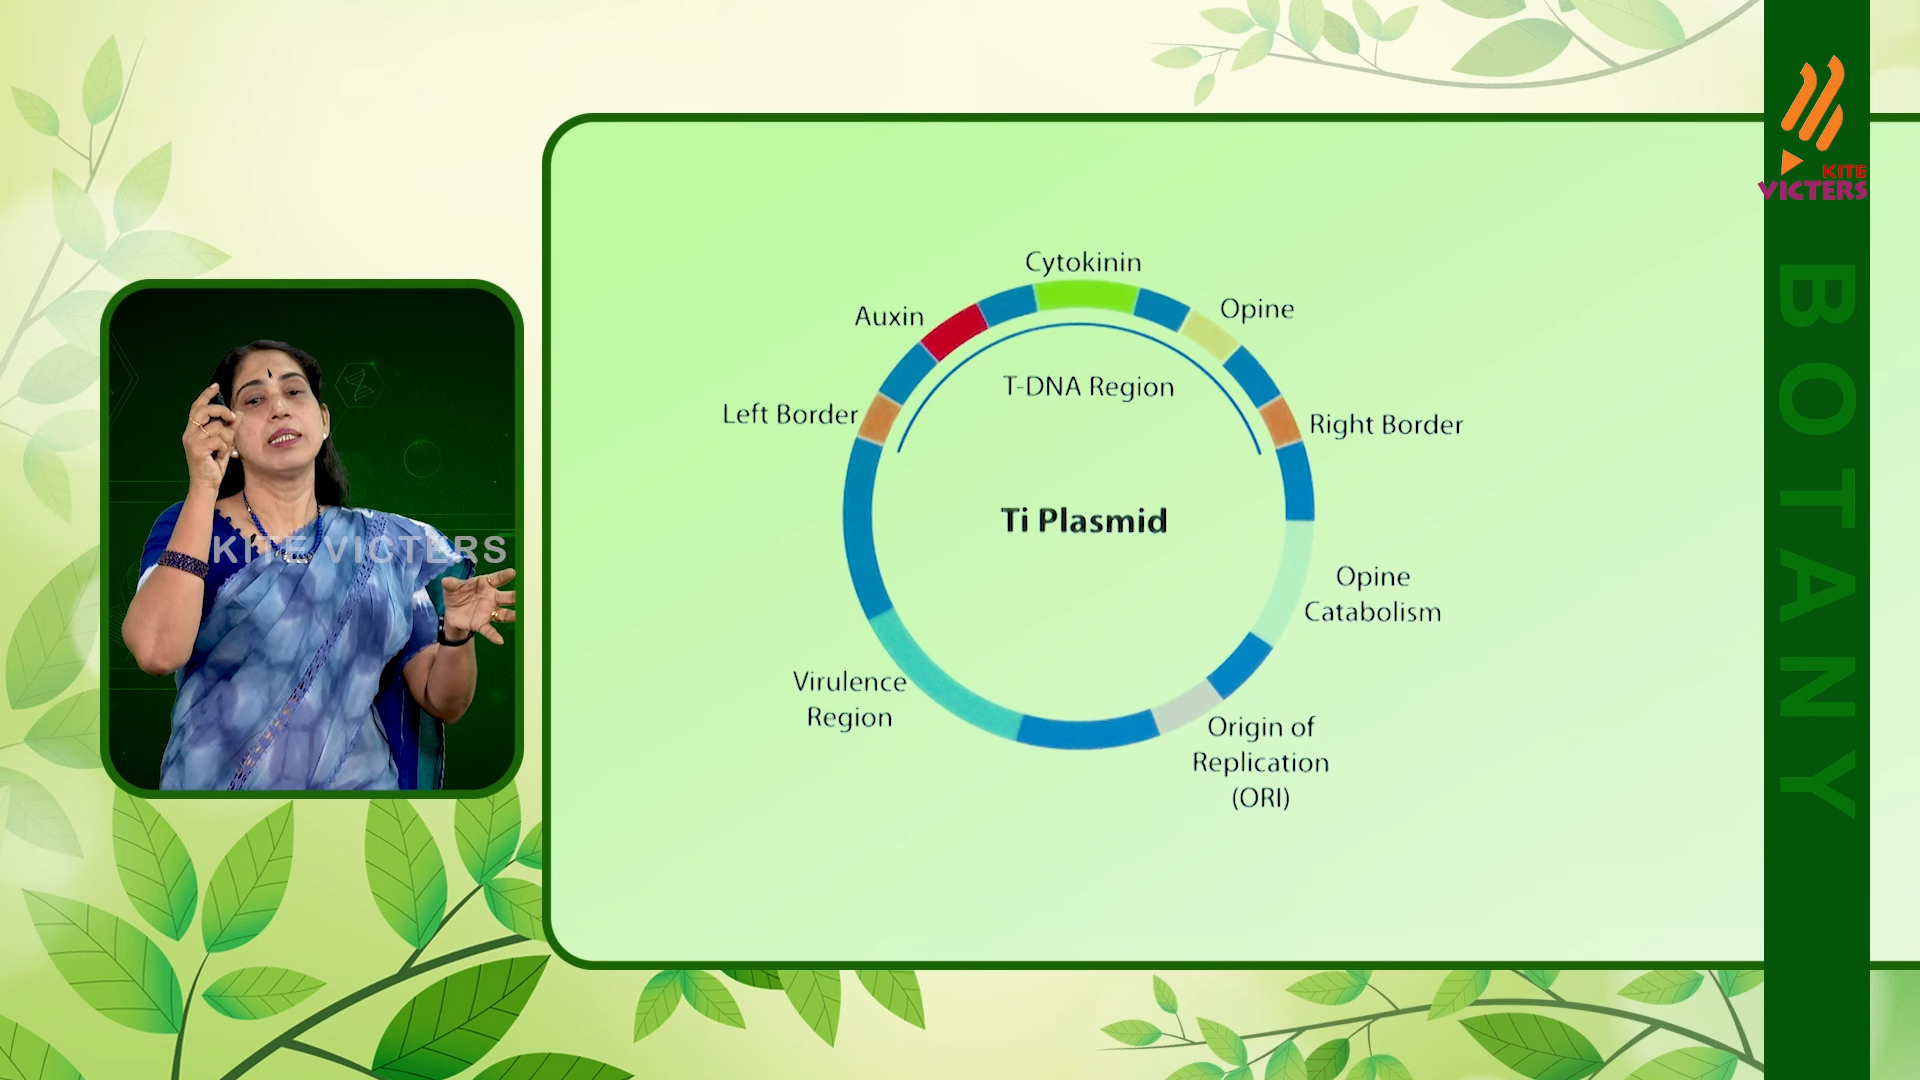 KITE
VICTERS
BOTANY
Cytokinin
Auxin
Opine
T-DNA Region
Left Border
Right Border
Ti Plasmid
KITE VICTERS
Opine
Catabolism
Virulence
Region
Origin of
Replication
(ORI)